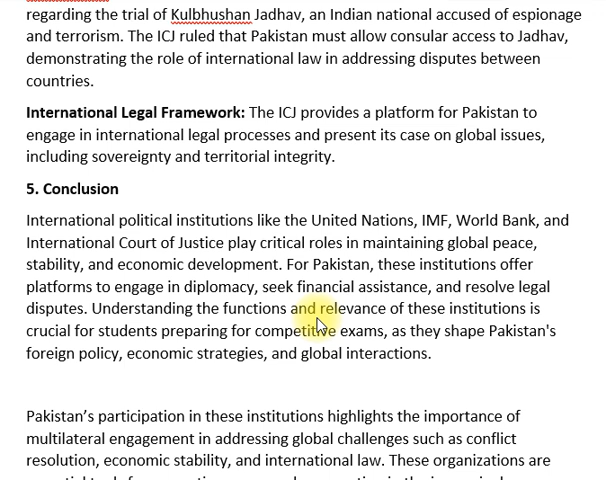 regarding the trial of Kulbhushan Jadhav, an Indian national accused of espionage
and terrorism. The ICJ ruled that Pakistan must allow consular access to Jadhav,
demonstrating the role of international law in addressing disputes between
countries.
International Legal Framework: The ICJ provides a platform for Pakistan to
engage in international legal processes and present its case on global issues,
including sovereignty and territorial integrity.
5. Conclusion
International political institutions like the United Nations, IMF, World Bank, and
International Court of Justice play critical roles in maintaining global peace,
stability, and economic development. For Pakistan, these institutions offer
platforms to engage in diplomacy, seek financial assistance, and resolve legal
disputes. Understanding the functions and relevance of these institutions is
crucial for students preparing for competitive exams, as they shape Pakistan's
foreign policy, economic strategies, and global interactions.
Pakistan’s participation in these institutions highlights the importance of
multilateral engagement in addressing global challenges such as conflict
resolution, economic stability, and international law. These organizations are